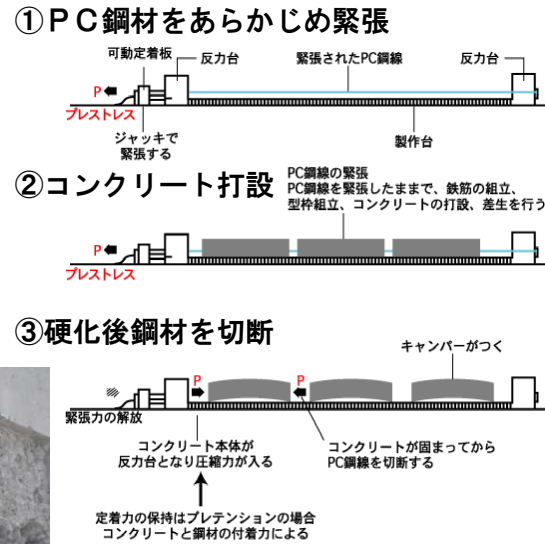 ①ＰＣ鋼材をあらかじめ緊張
可動定着板
反力台
緊張されたPC鋼線
反力台
P
プレストレス
ジャッキで
緊張する
製作台
②コンクリート打設
PC鋼線の緊張
PC鋼線を緊張したままで、鉄筋の組立、
型枠組立、コンクリートの打設、差生を行う
P
プレストレス
③硬化後鋼材を切断
キャンバーがつく
P
P
緊張力の解放
コンクリート本体が
反力台となり圧縮力が入る
コンクリートが固まってから
PC鋼線を切断する
定着力の保持はプレテンションの場合
コンクリートと鋼材の付着力による